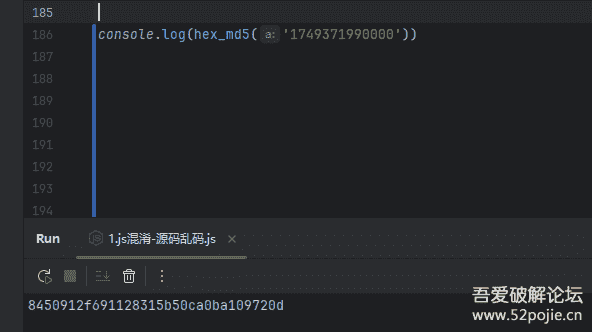 185
186 console.log(hex_md5( a: '1749371990000'))
187
188
189
190
191
192
193
194
Run 1.js混淆-源码乱码.js ×
8450912f691128315b50ca0ba109720d
吾爱破解论坛
www.52pojie.cn